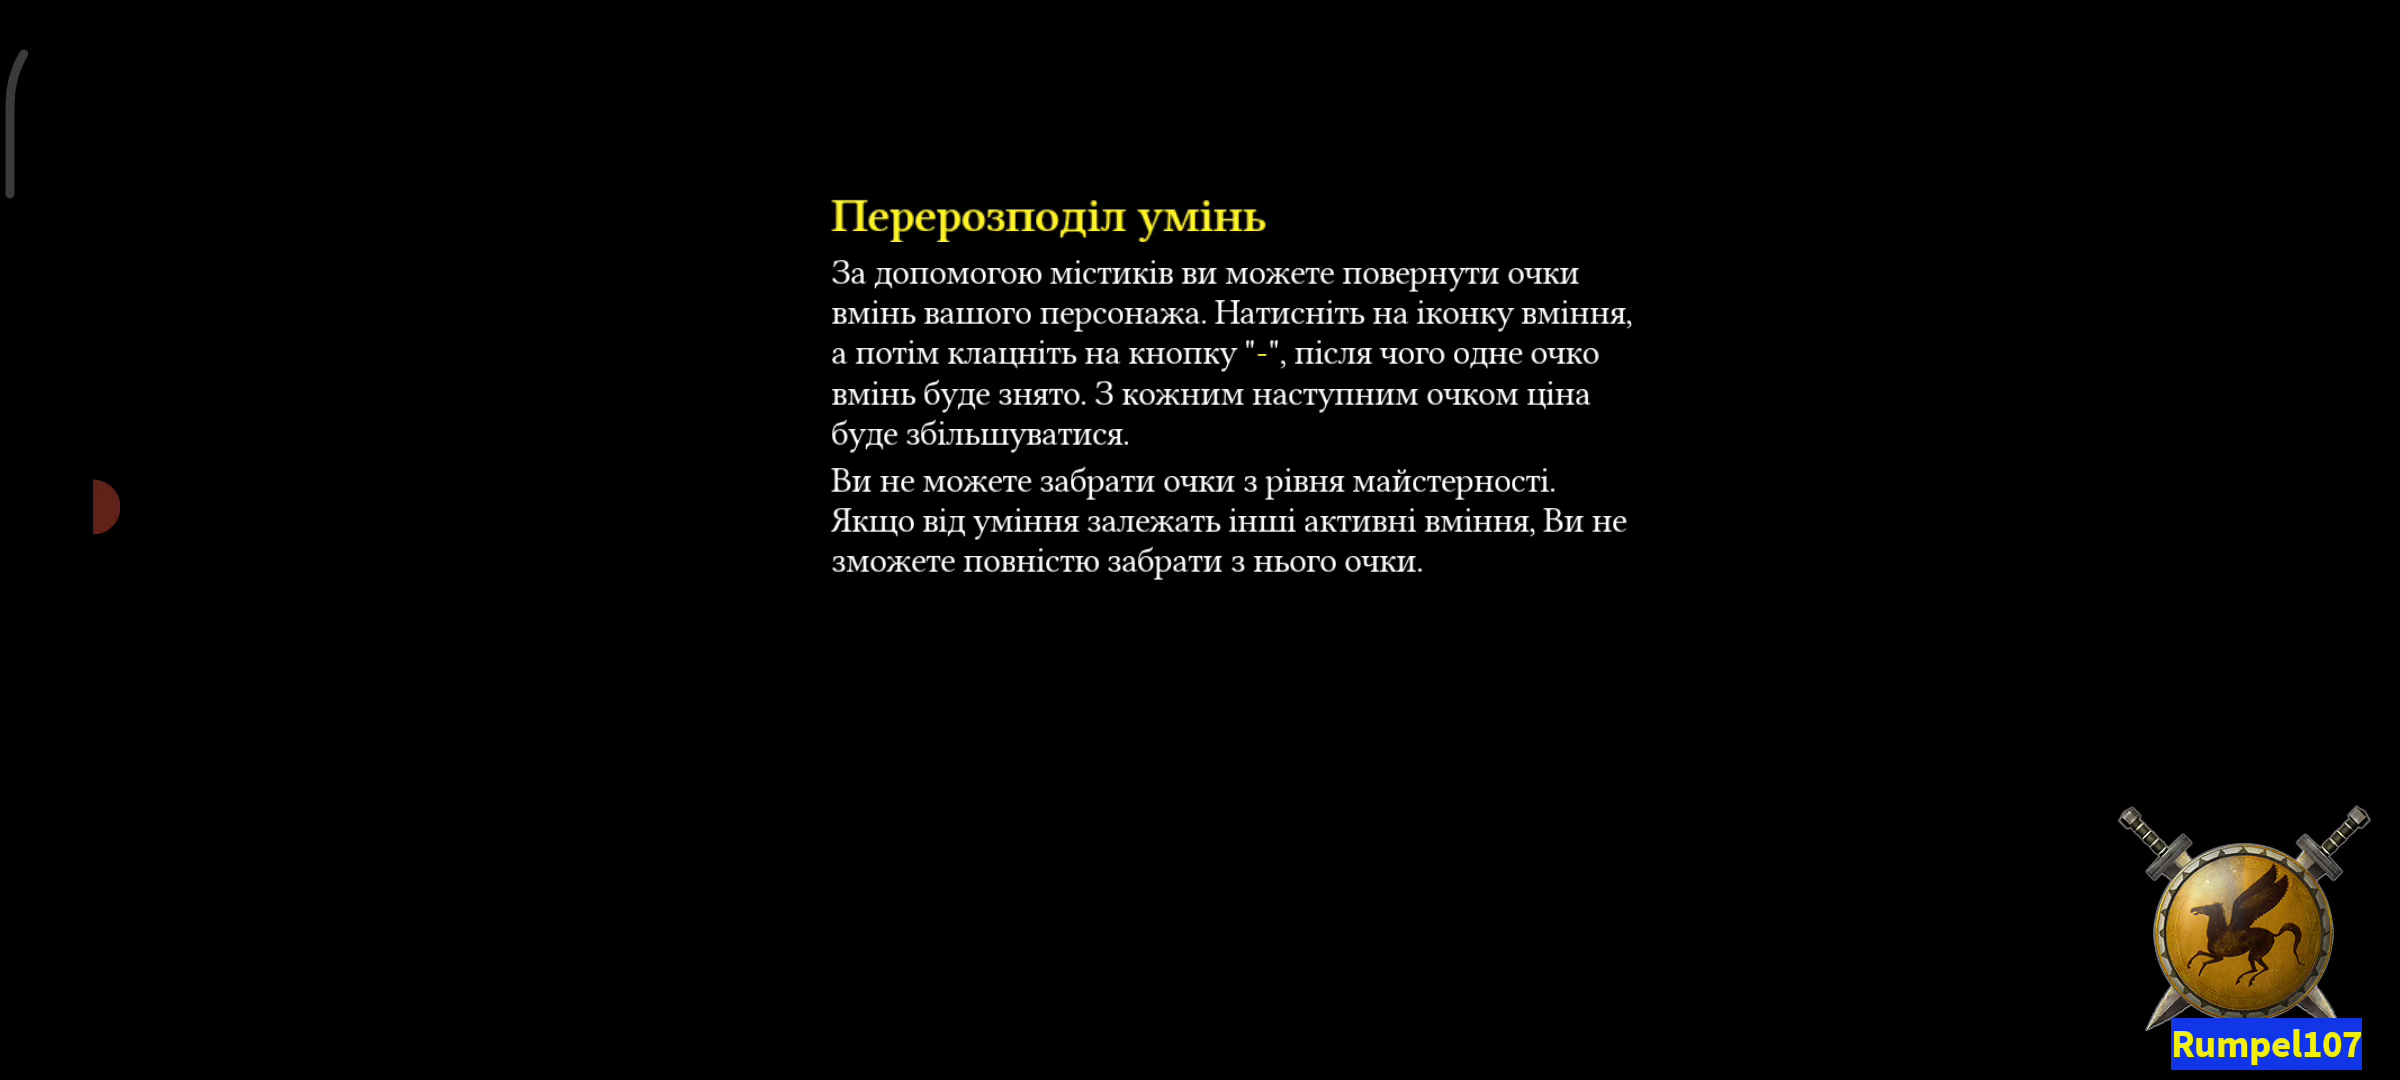 Перерозподіл умінь
За допомогою містиків ви можете повернути очки
вмінь вашого персонажа. Натисніть на іконку вміння,
а потім клацніть на кнопку "-", після чого одне очко
вмінь буде знято. З кожним наступним очком ціна
буде збільшуватися.
Ви не можете забрати очки з рівня майстерності.
Якщо від уміння залежать інші активні вміння, Ви не
зможете повністю забрати з нього очки.
Rumpel107